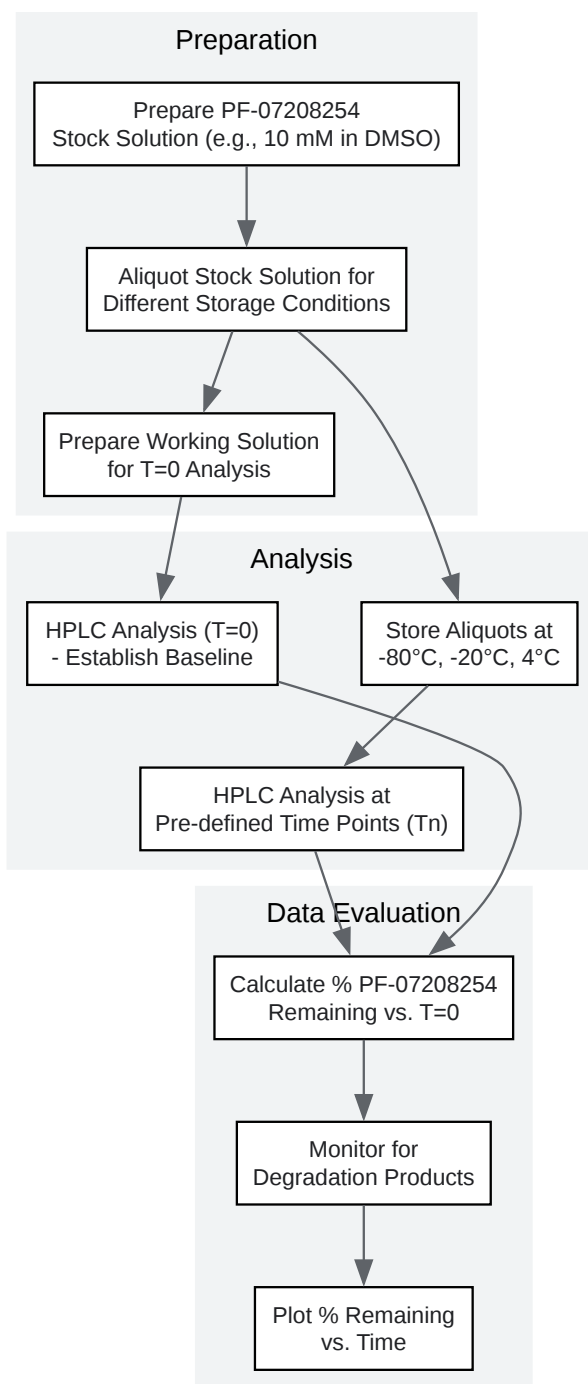 Preparation
Prepare PF-07208254
Stock Solution (e.g., 10 mM in DMSO)
Aliquot Stock Solution for
Different Storage Conditions
Prepare Working Solution
for T=0 Analysis
Analysis
HPLC Analysis (T=0)
- Establish Baseline
Store Aliquots at
-80°C, -20°C, 4°C
HPLC Analysis at
Pre-defined Time Points (Tn)
Data Evaluation
Calculate % PF-07208254
Remaining vs. T=0
Monitor for
Degradation Products
Plot % Remaining
vs. Time